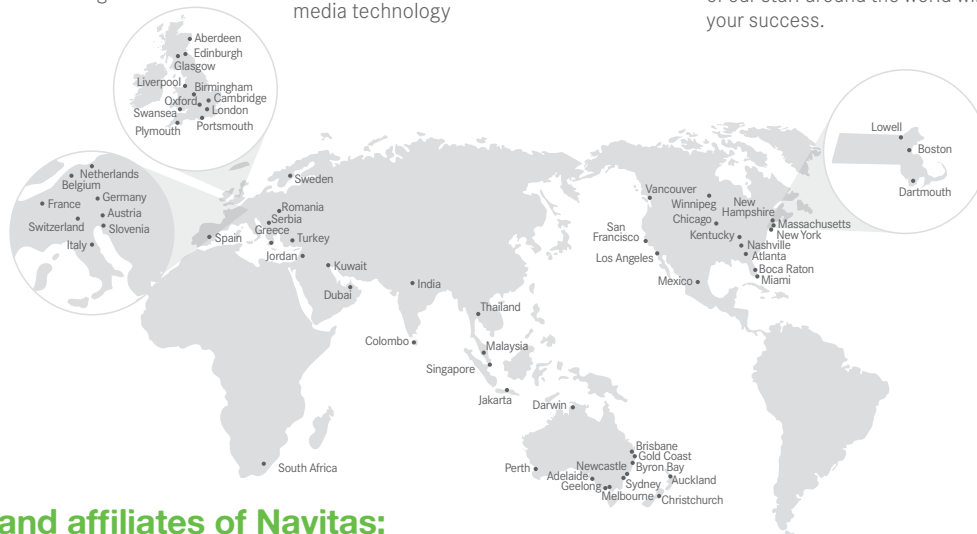 media technology
your success.
Aberdeen
Edinburgh
Glasgow
Liverpool
Birmingham
Oxford
Cambridge
Swansea
London
Plymouth
Portsmouth
Lowell
Boston
Dartmouth
Netherlands
Belgium
France
Germany
Switzerland
Austria
Slovenia
Italy
Sweden
Romania
Serbia
Greece
Spain
Turkey
Jordan
Kuwait
Dubai
India
Thailand
Colombo
Malaysia
Singapore
Jakarta
Darwin
South Africa
Vancouver
Winnipeg
New
Hampshire
Chicago
Massachusetts
New York
San
Francisco
Kentucky
Nashville
Los Angeles
Atlanta
Boca Raton
Mexico
Miami
Brisbane
Gold Coast
Newcastle
Byron Bay
Perth
Adelaide
Sydney
Auckland
Geelong
Melbourne
Christchurch
and affiliates of Navitas: